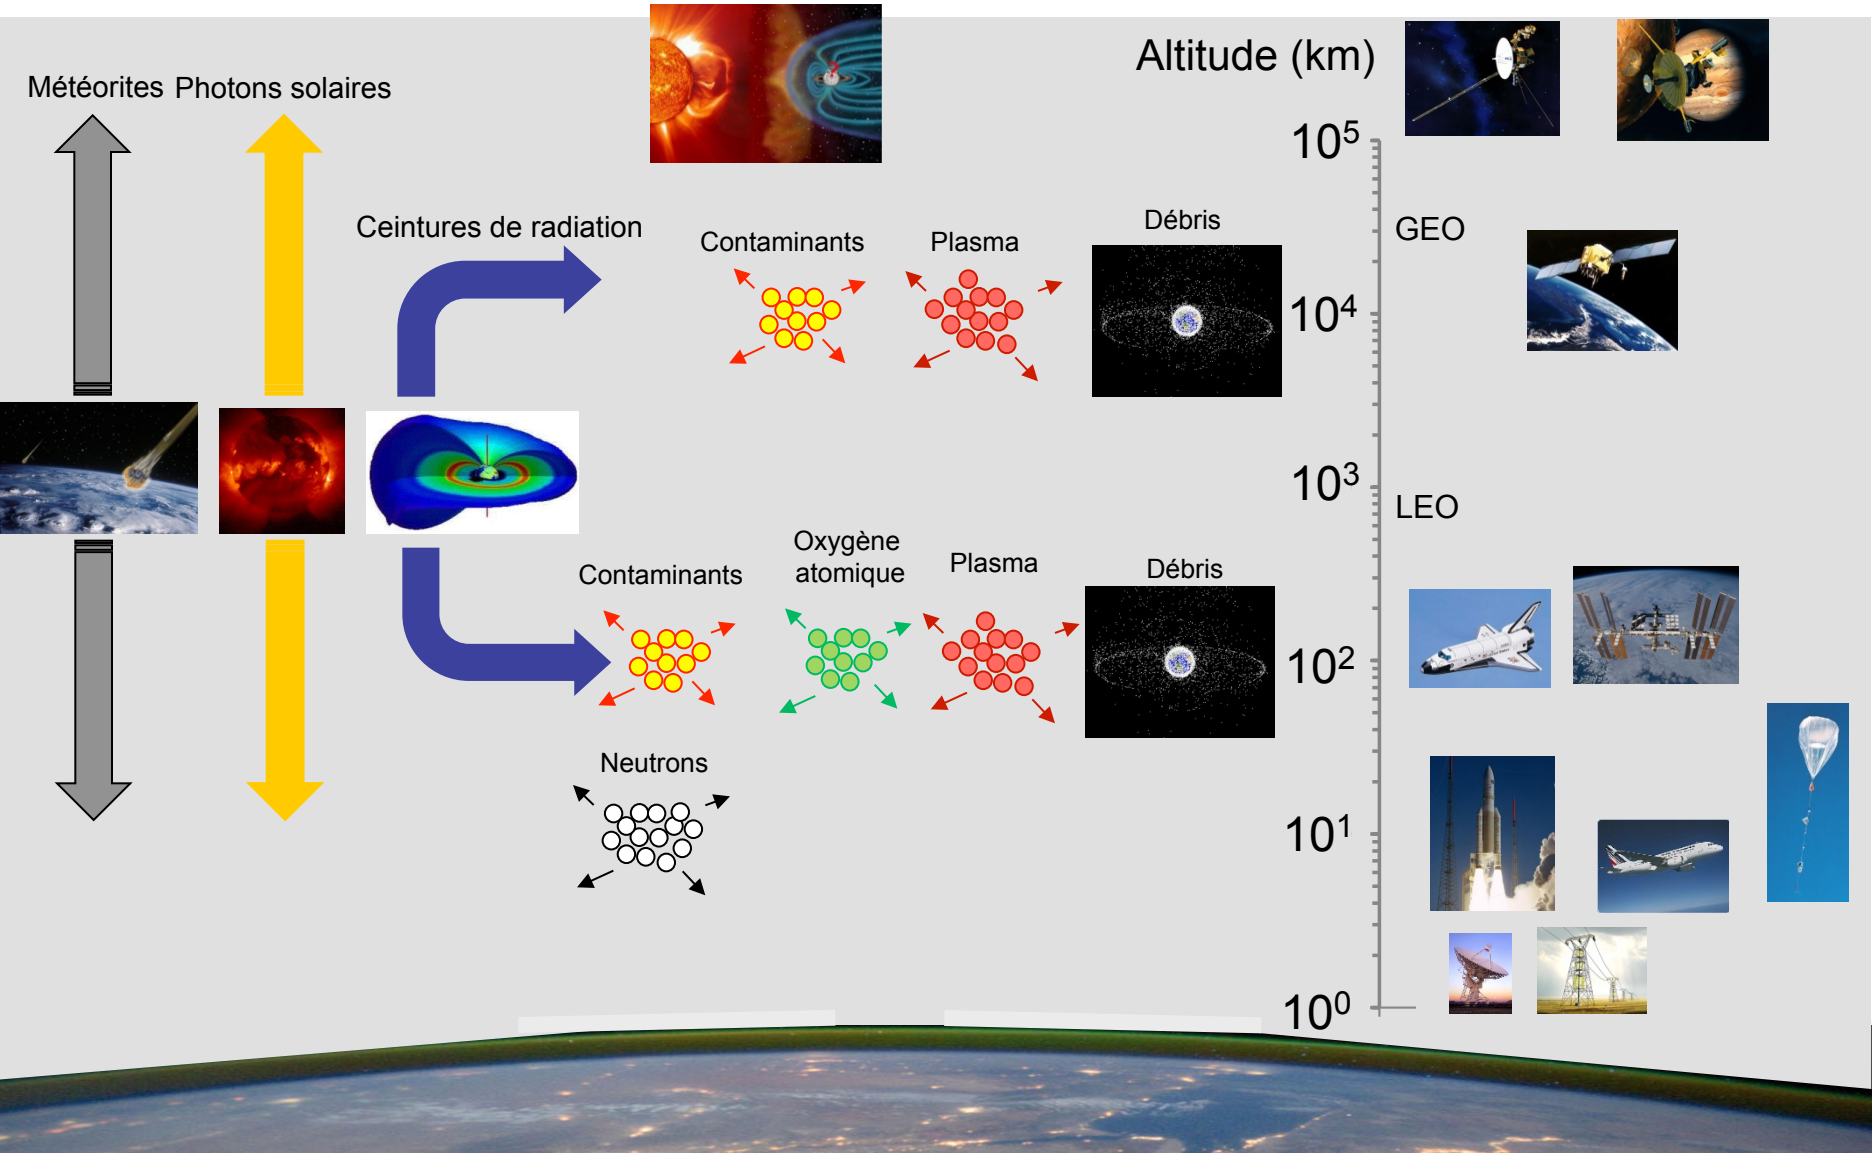 Altitude (km)
Météorites
Photons solaires
10⁵
Ceintures de radiation
Contaminants
Plasma
Débris
GEO
10⁴
10³
LEO
Contaminants
Oxygène
atomique
Plasma
Débris
10²
Neutrons
10¹
10⁰